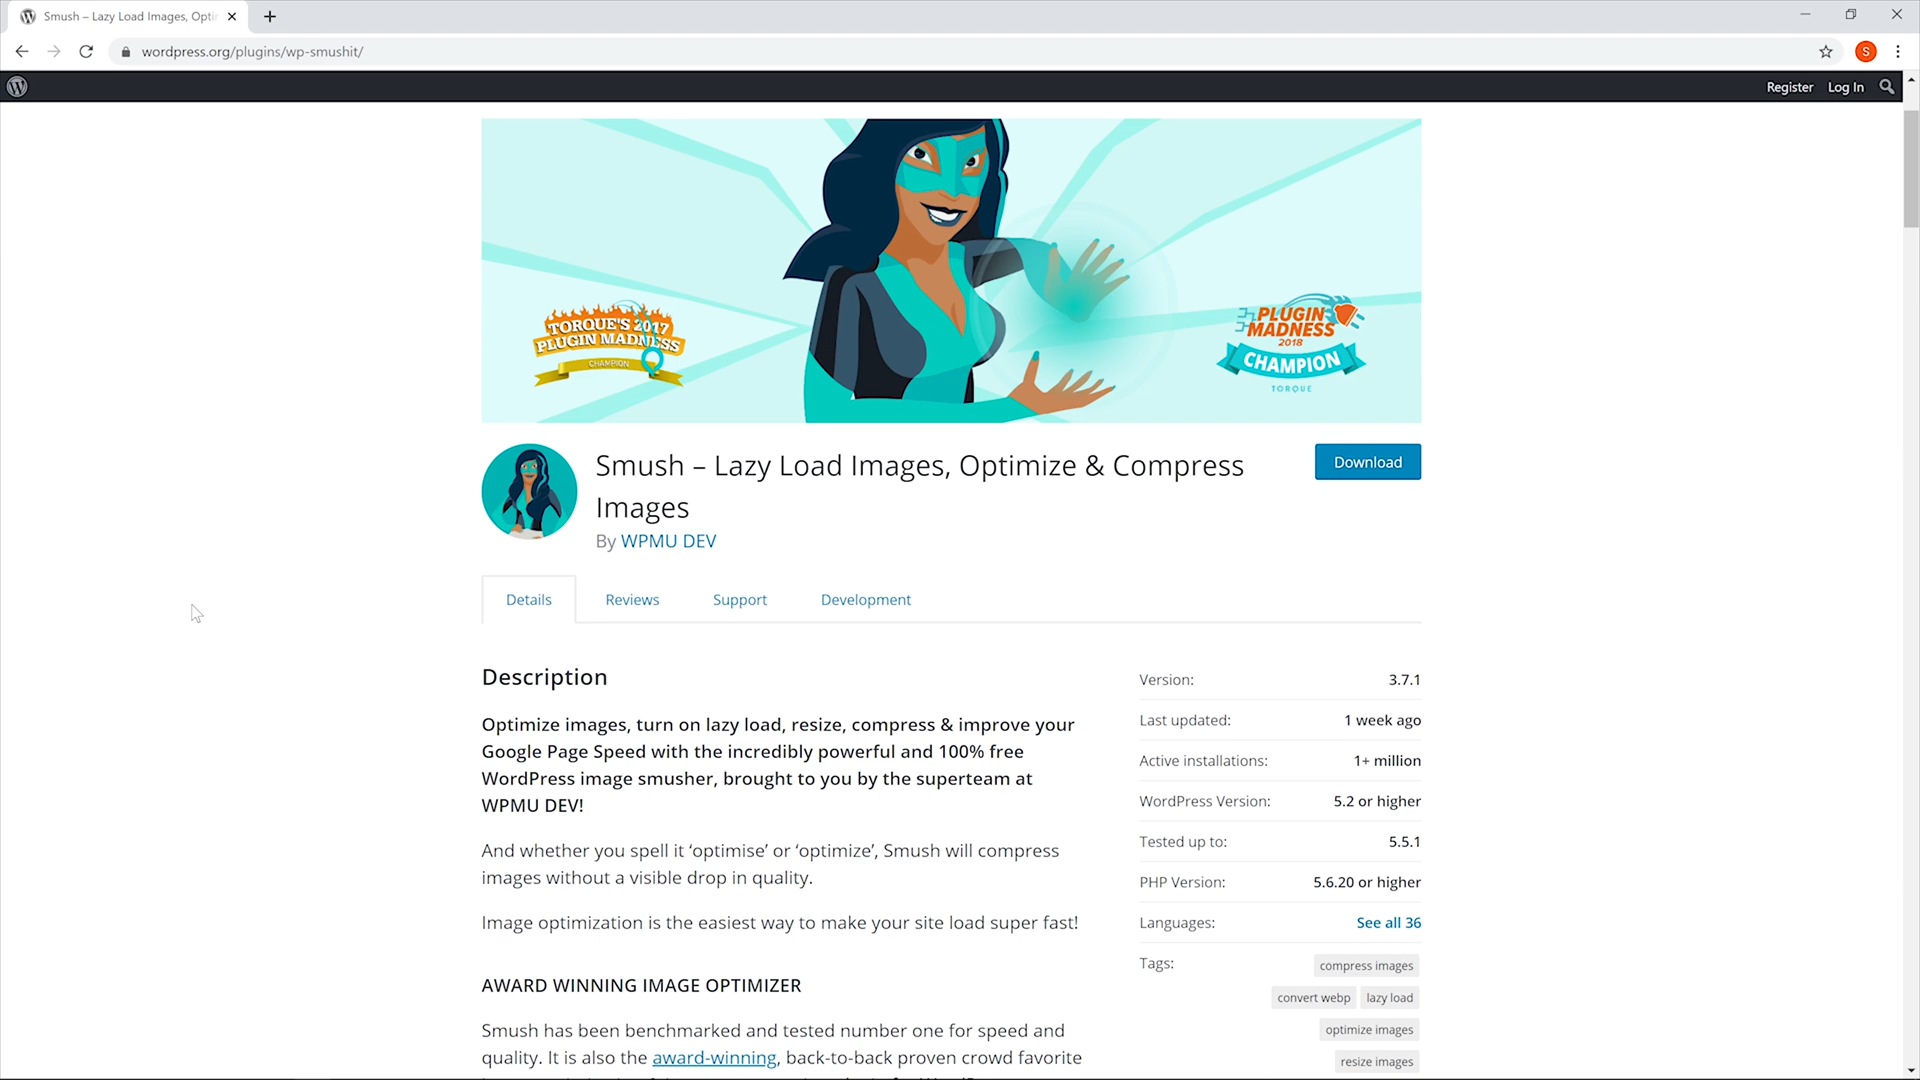 Smush – Lazy Load Images, Opti
wordpress.org/plugins/wp-smushit/
S
Register Log In
TORQUE'S 2017
PLUGIN MADNESS
CHAMPION
PLUGIN
MADNESS
2018
CHAMPION
TORQUE
Smush – Lazy Load Images, Optimize & Compress
Images
Download
By WPMU DEV
Details Reviews Support Development
Description
Optimize images, turn on lazy load, resize, compress & improve your
Google Page Speed with the incredibly powerful and 100% free
WordPress image smusher, brought to you by the superteam at
WPMU DEV!
And whether you spell it ‘optimise’ or ‘optimize’, Smush will compress
images without a visible drop in quality.
Image optimization is the easiest way to make your site load super fast!
AWARD WINNING IMAGE OPTIMIZER
Smush has been benchmarked and tested number one for speed and
quality. It is also the award-winning, back-to-back proven crowd favorite
Version: 3.7.1
Last updated: 1 week ago
Active installations: 1+ million
WordPress Version: 5.2 or higher
Tested up to: 5.5.1
PHP Version: 5.6.20 or higher
Languages: See all 36
Tags: compress images
convert webp lazy load
optimize images
resize images